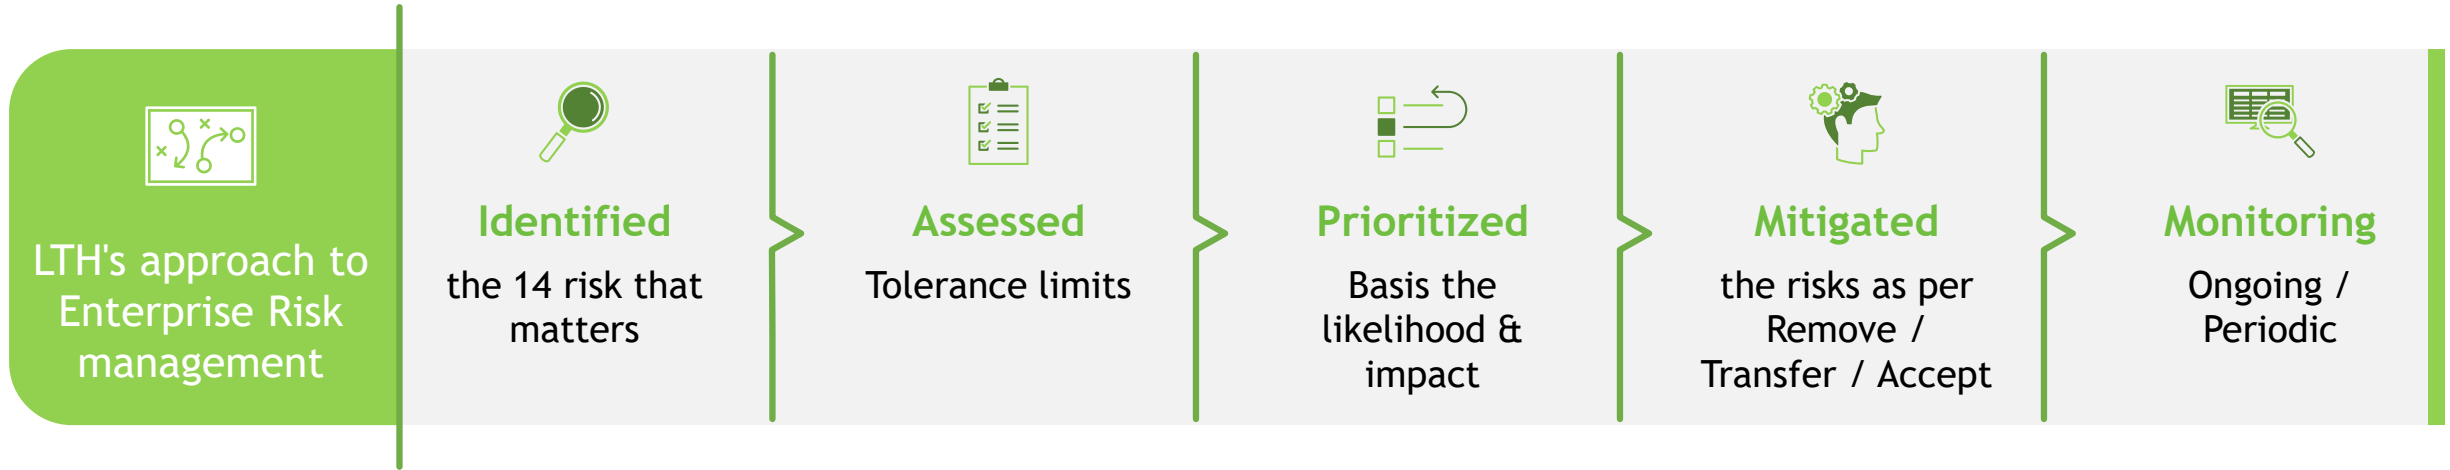 LTH's approach to
Enterprise Risk
management
Identified
the 14 risk that
matters
Assessed
Tolerance limits
Prioritized
Basis the
likelihood &
impact
Mitigated
the risks as per
Remove /
Transfer / Accept
Monitoring
Ongoing /
Periodic